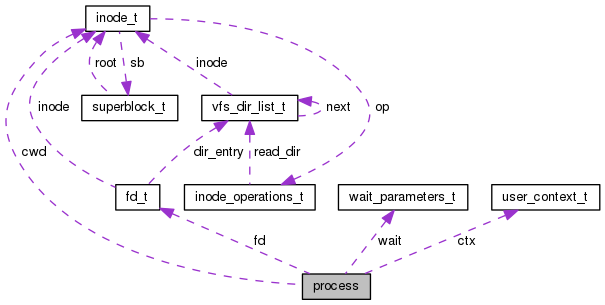 inode_t
root
sb
inode
superblock_t
vfs_dir_list_t
next
op
inode
cwd
dir_entry
read_dir
fd_t
inode_operations_t
wait_parameters_t
user_context_t
fd
wait
ctx
process